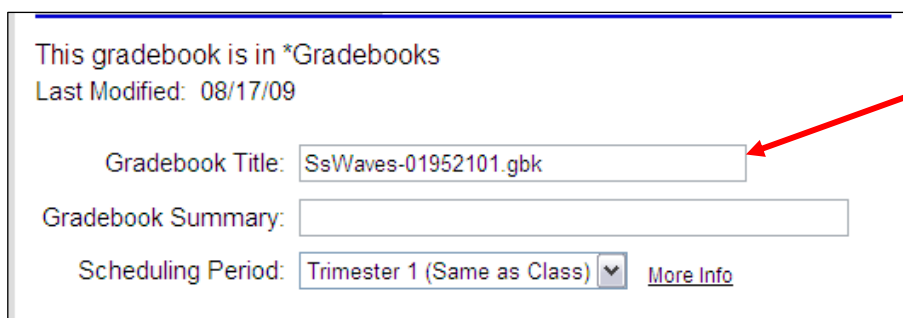 This gradebook is in *Gradebooks
Last Modified: 08/17/09
Gradebook Title: SsWaves-01952101.gbk
Gradebook Summary:
Scheduling Period: Trimester 1 (Same as Class) More Info